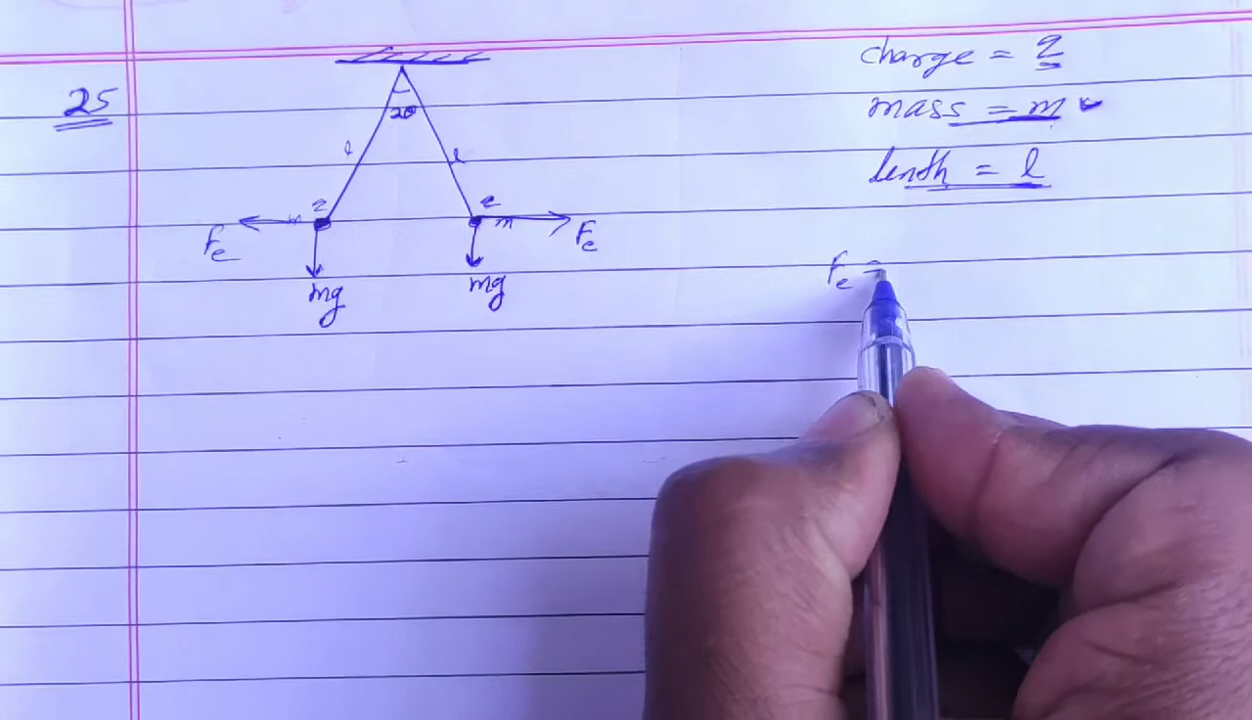 25
charge = q
mass = m
lenth = l
2θ
l l
q q
m m
Fe Fe
mg mg
Fe =